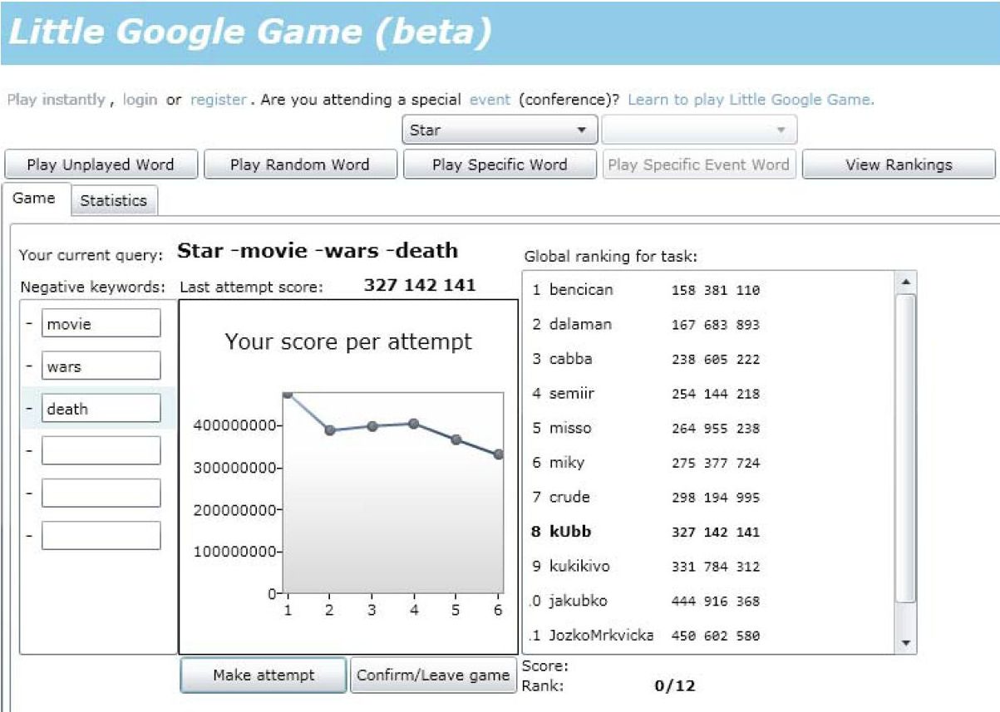 Little Google Game (beta)
Play instantly , login or register . Are you attending a special event (conference)? Learn to play Little Google Game.
Star
Play Unplayed Word Play Random Word Play Specific Word Play Specific Event Word View Rankings
Game Statistics
Your current query: Star -movie -wars -death
Negative keywords: Last attempt score: 327 142 141
- movie
- wars
- death
-
-
-
Your score per attempt
400000000
300000000
200000000
100000000
0
1 2 3 4 5 6
Make attempt Confirm/Leave game
Global ranking for task:
1 bencican 158 381 110
2 dalaman 167 683 893
3 cabba 238 605 222
4 semiir 254 144 218
5 misso 264 955 238
6 miky 275 377 724
7 crude 298 194 995
8 kUbb 327 142 141
9 kukikivo 331 784 312
.0 jakubko 444 916 368
.1 JozkoMrkvicka 450 602 580
Score:
Rank: 0/12